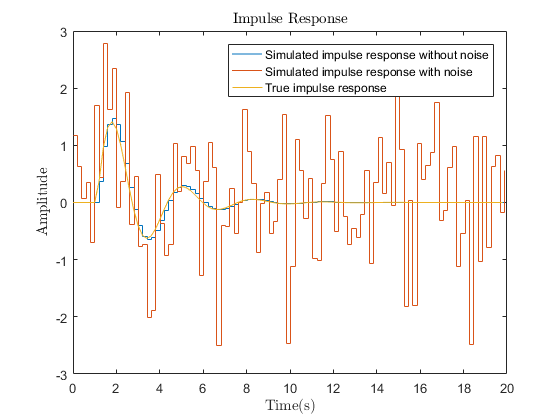 Impulse Response
Simulated impulse response without noise
Simulated impulse response with noise
True impulse response
3
2
1
0
-1
-2
-3
Amplitude
0 2 4 6 8 10 12 14 16 18 20
Time(s)